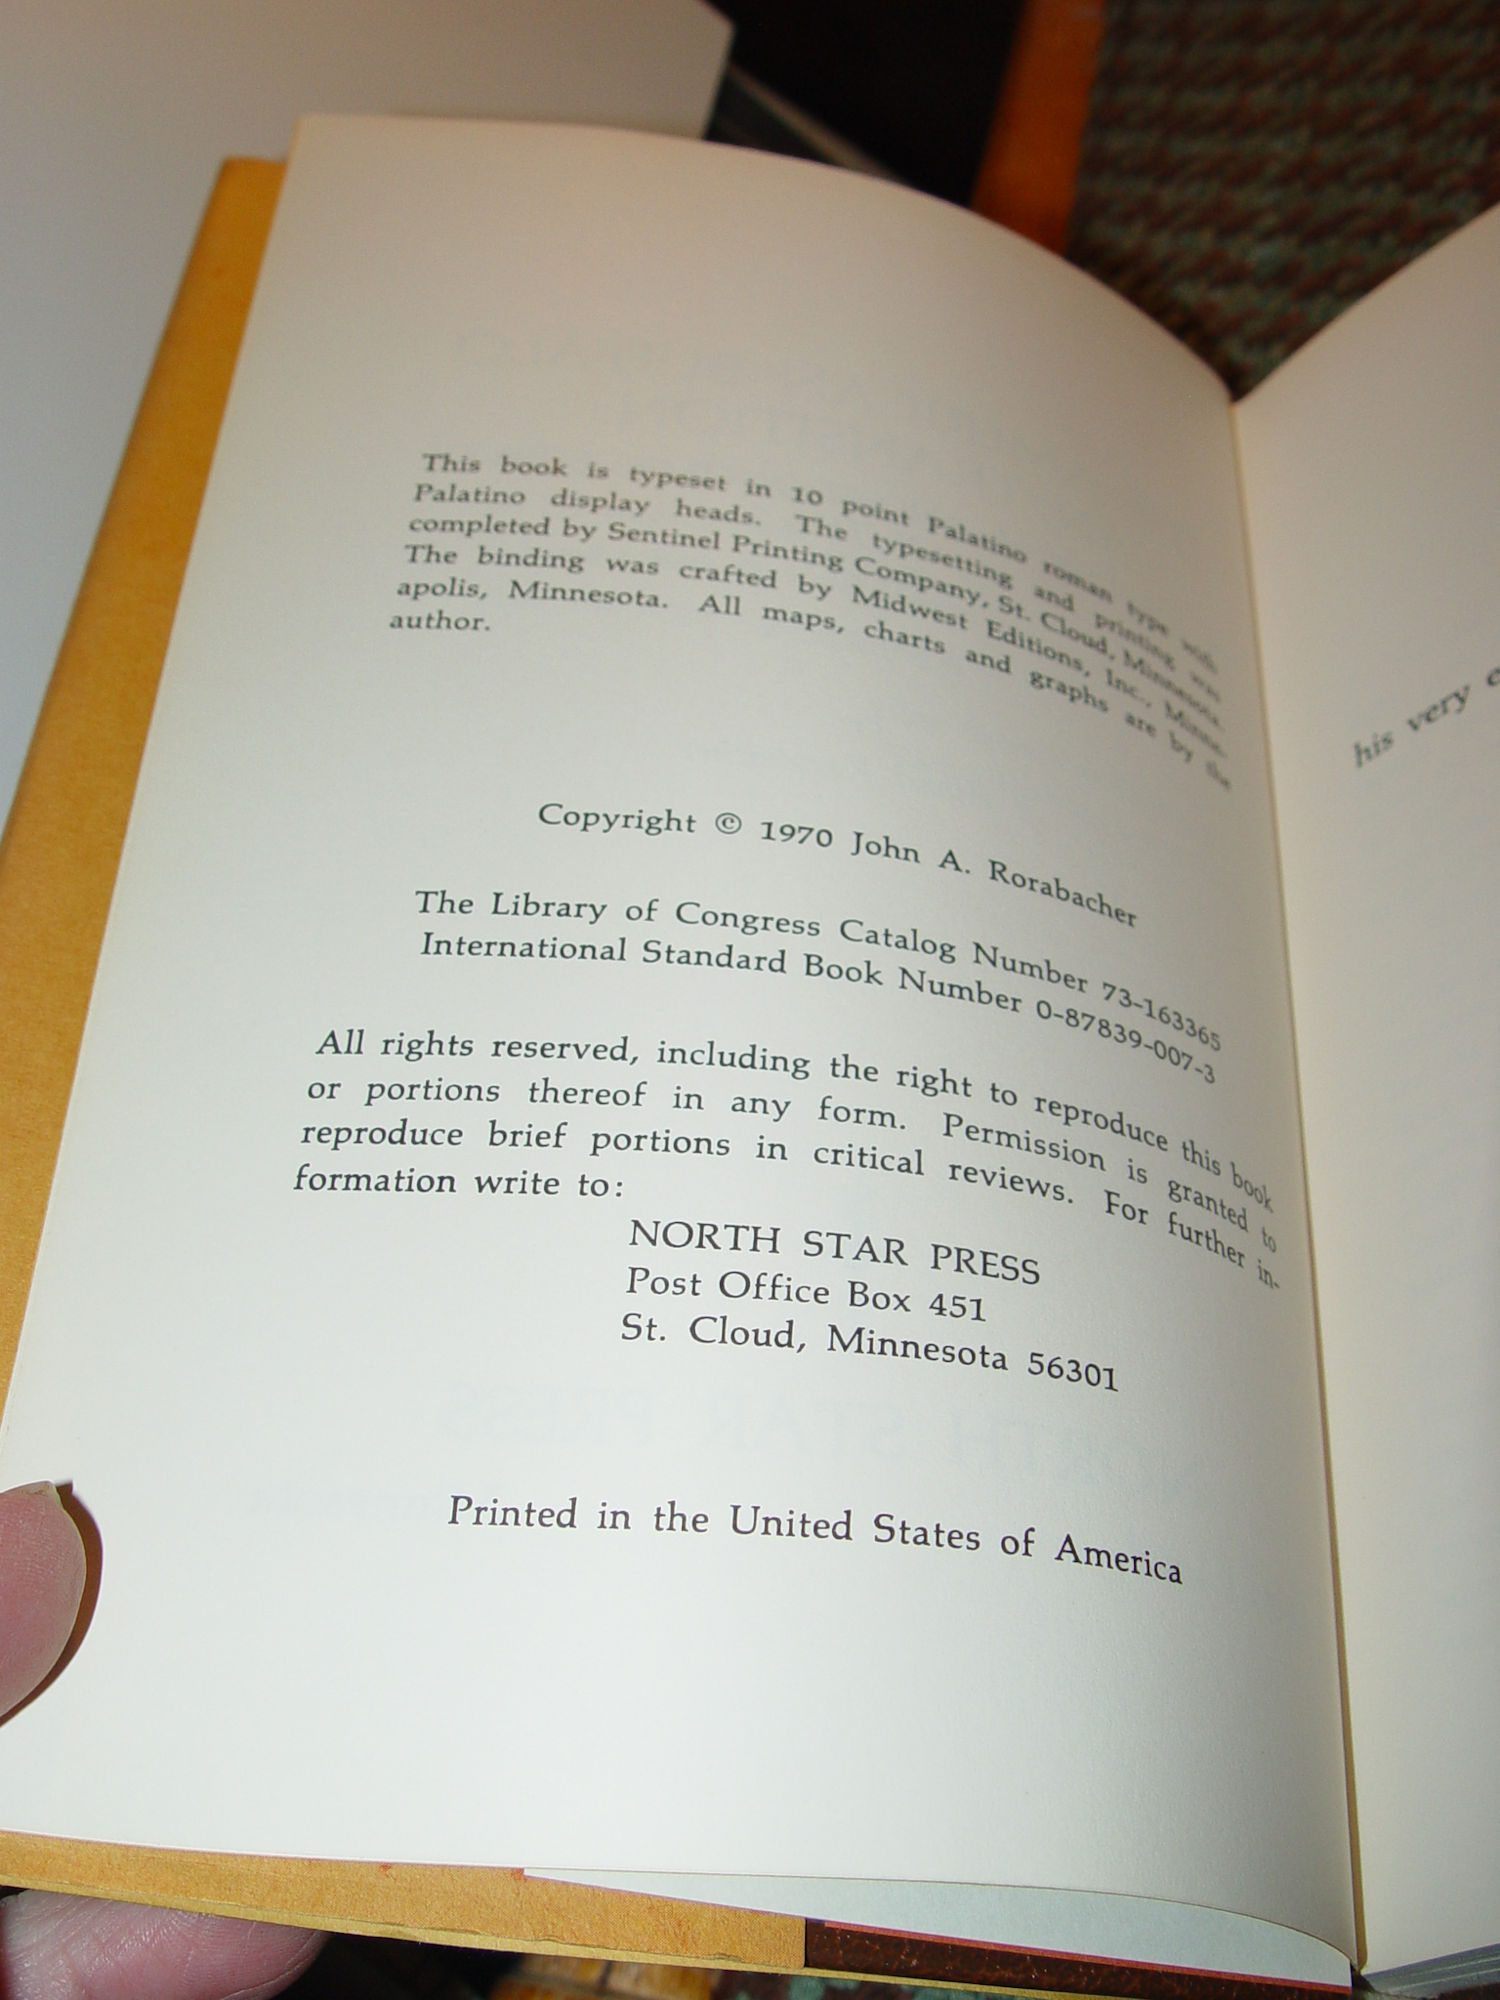 This book is typeset in 10 point Palatino roman type with
Palatino display heads. The typesetting and printing was
completed by Sentinel Printing Company, St. Cloud, Minnesota.
The binding was crafted by Midwest Editions, Inc., Minne-
apolis, Minnesota. All maps, charts and graphs are by the
author.
Copyright © 1970 John A. Rorabacher
The Library of Congress Catalog Number 73-163365
International Standard Book Number 0-87839-007-3
All rights reserved, including the right to reproduce this book
or portions thereof in any form. Permission is granted to
reproduce brief portions in critical reviews. For further in-
formation write to:
NORTH STAR PRESS
Post Office Box 451
St. Cloud, Minnesota 56301
Printed in the United States of America
his very